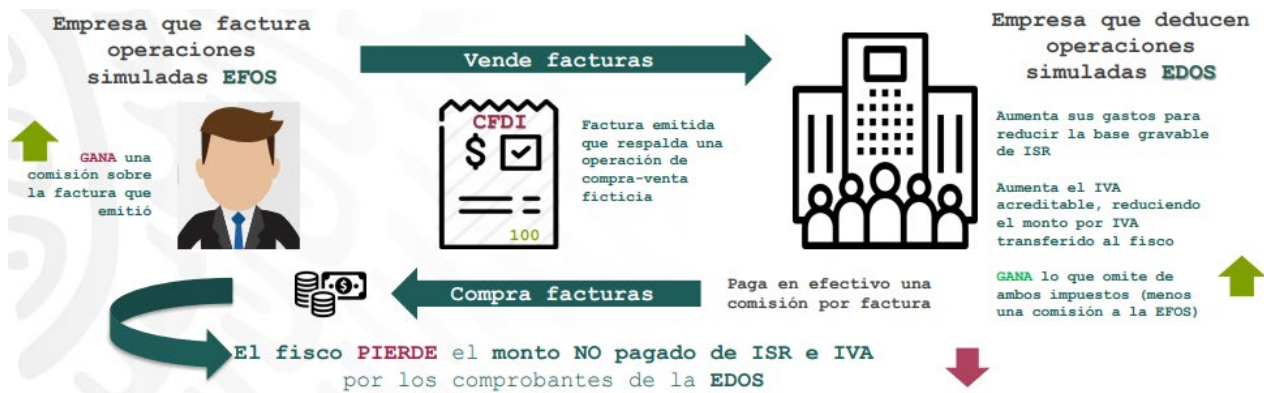 Empresa que factura
operaciones
simuladas EFOS
GANA una
comisión sobre
la factura que
emitió
Vende facturas
CFDI
$
100
Factura emitida
que respalda una
operación de
compra-venta
ficticia
Empresa que deducen
operaciones
simuladas EDOS
Aumenta sus gastos para
reducir la base gravable
de ISR
Aumenta el IVA
acreditable, reduciendo
el monto por IVA
transferido al fisco
GANA lo que omite de
ambos impuestos (menos
una comisión a la EFOS)
$
Compra facturas
Paga en efectivo una
comisión por factura
El fisco PIERDE el monto NO pagado de ISR e IVA
por los comprobantes de la EDOS